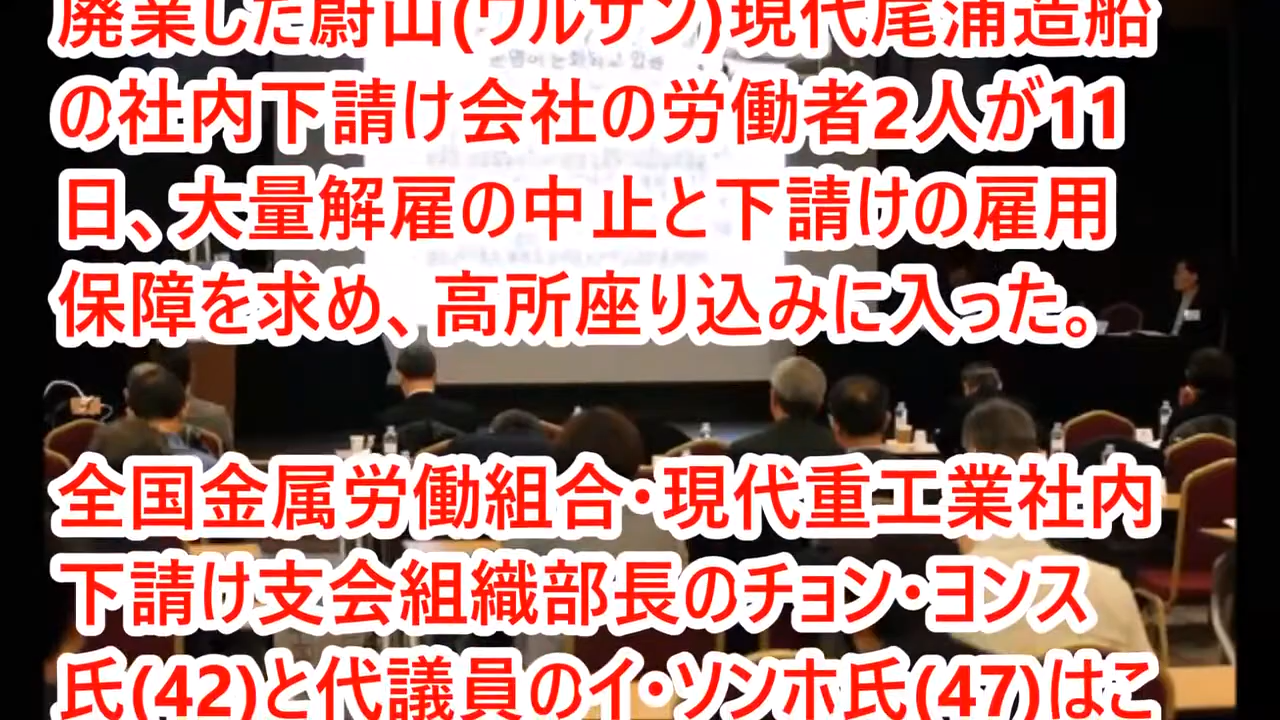 廃業した蔚山(ウルサン)現代尾浦造船
の社内下請け会社の労働者2人が11
日、大量解雇の中止と下請けの雇用
保障を求め、高所座り込みに入った。
全国金属労働組合・現代重工業社内
下請け支会組織部長のチョン・ヨンス
氏(42)と代議員のイ・ソンホ氏(47)はこ